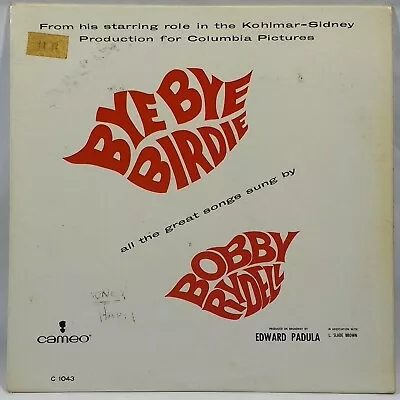 From his starring role in the Kohlmar-Sidney
Production for Columbia Pictures
BYE BYE
BIRDIE
all the great songs sung by
BOBBY
RYDELL
PRODUCED ON BROADWAY BY
EDWARD PADULA
IN ASSOCIATION WITH
L. SLADE BROWN
cameo®
C 1043